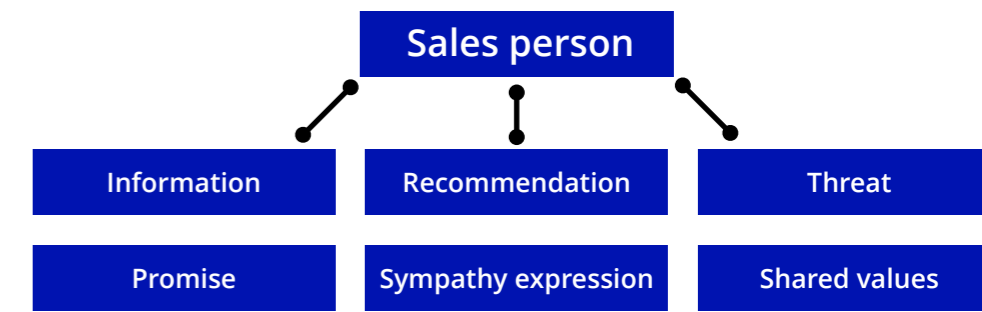 Sales person
Information
Recommendation
Threat
Promise
Sympathy expression
Shared values